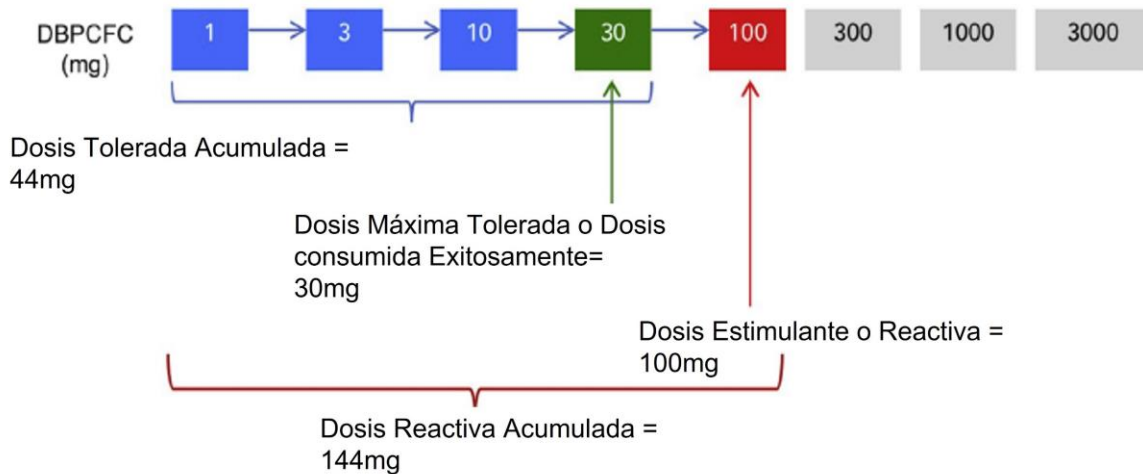 DBPCFC 1 3 10 30 100 300 1000 3000
(mg)
Dosis Tolerada Acumulada =
44mg
Dosis Máxima Tolerada o Dosis
consumida Exitosamente=
30mg
Dosis Estimulante o Reactiva =
100mg
Dosis Reactiva Acumulada =
144mg